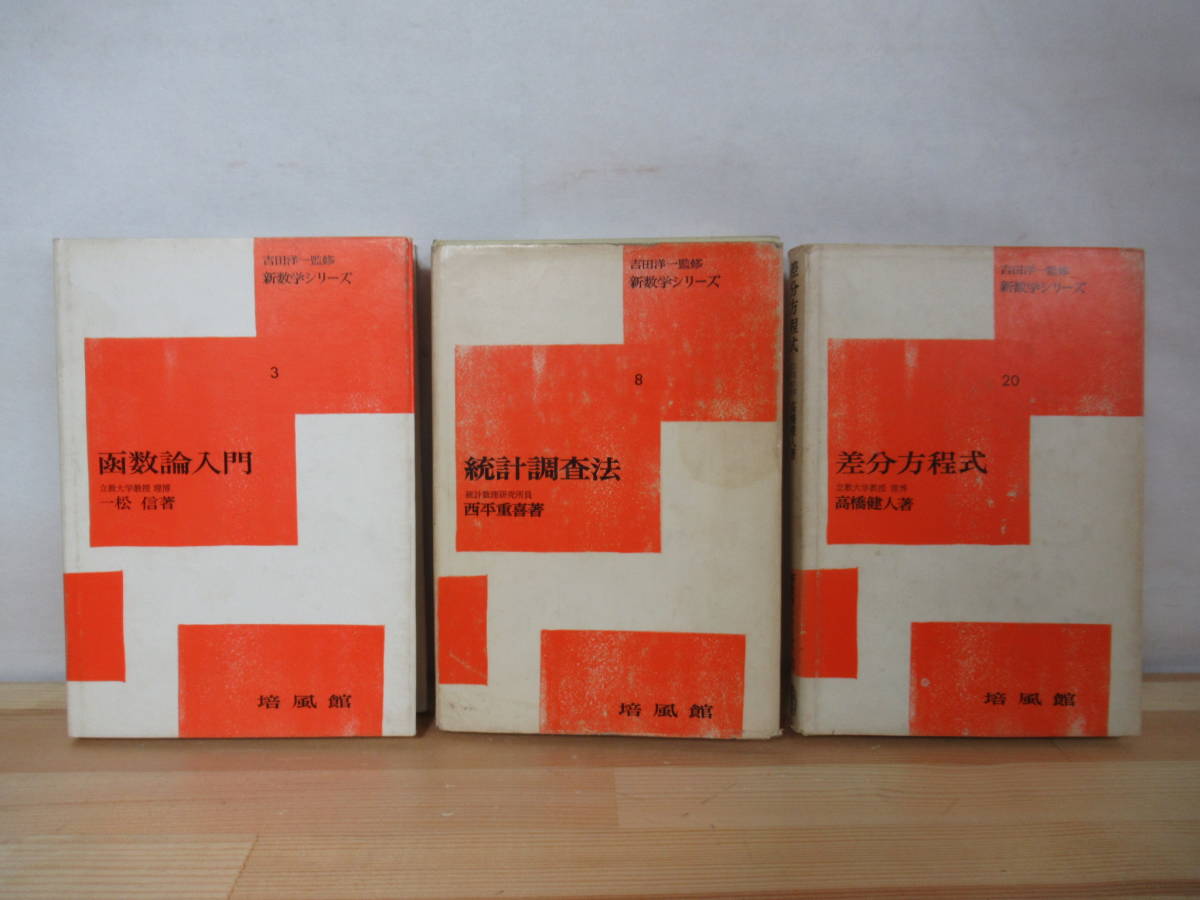 吉田洋一監修
新数学シリーズ
3
函数論入門
立教大学教授 理博
一松 信著
培風館
吉田洋一監修
新数学シリーズ
8
統計調査法
統計数理研究所員
西平重喜著
培風館
吉田洋一監修
新数学シリーズ
20
差分方程式
立教大学教授 理博
高橋健人著
培風館
差分方程式